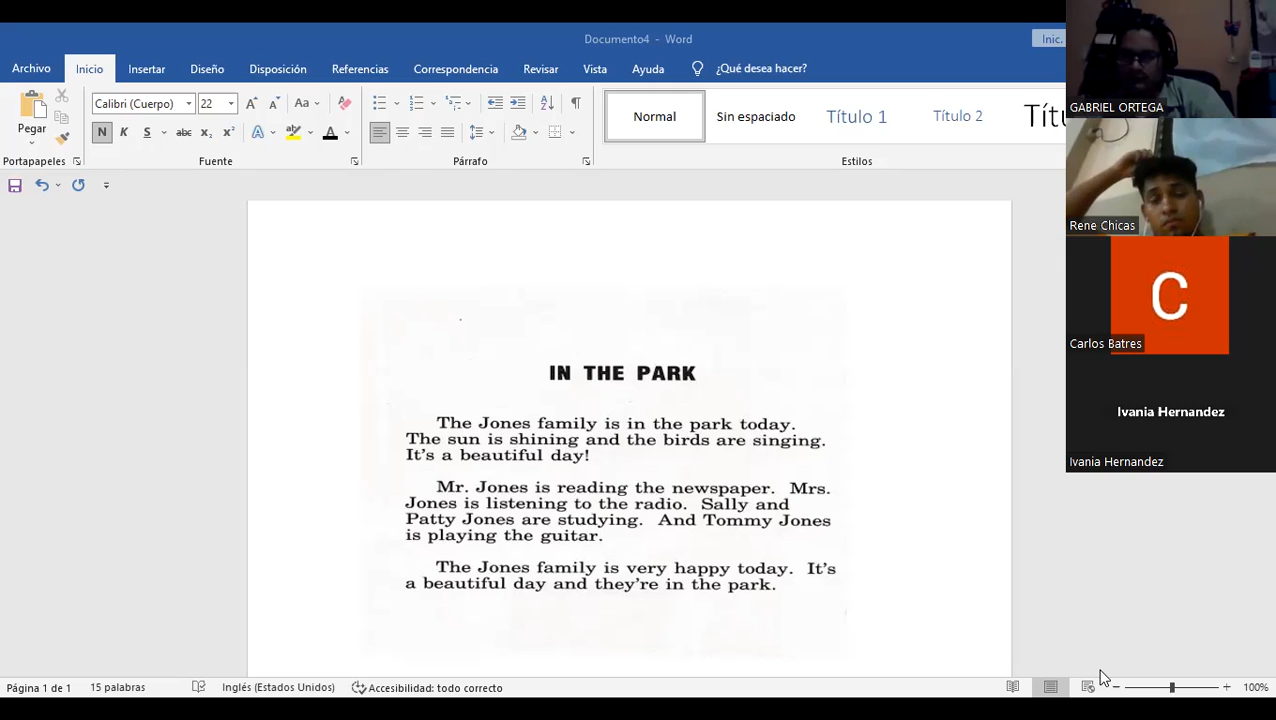 Documento4 - Word
Inic.
Archivo
Inicio
Insertar
Diseño
Disposición
Referencias
Correspondencia
Revisar
Vista
Ayuda
¿Qué desea hacer?
Pegar
Calibri (Cuerpo)
22
Aa
N
K
S
abc
x₂
x²
A
A
Normal
Sin espaciado
Título 1
Título 2
Portapapeles
Fuente
Párrafo
Estilos
GABRIEL ORTEGA
Rene Chicas
C
Carlos Batres
Ivania Hernandez
Ivania Hernandez
IN THE PARK
The Jones family is in the park today.
The sun is shining and the birds are singing.
It's a beautiful day!
Mr. Jones is reading the newspaper. Mrs.
Jones is listening to the radio. Sally and
Patty Jones are studying. And Tommy Jones
is playing the guitar.
The Jones family is very happy today. It's
a beautiful day and they're in the park.
Página 1 de 1
15 palabras
Inglés (Estados Unidos)
Accesibilidad: todo correcto
100%